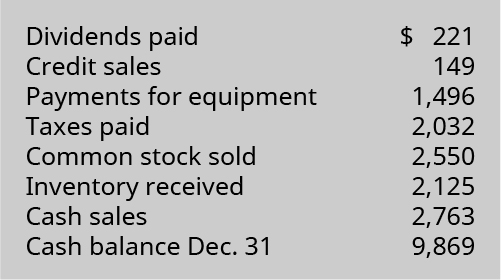 Dividends paid $ 221
Credit sales 149
Payments for equipment 1,496
Taxes paid 2,032
Common stock sold 2,550
Inventory received 2,125
Cash sales 2,763
Cash balance Dec. 31 9,869